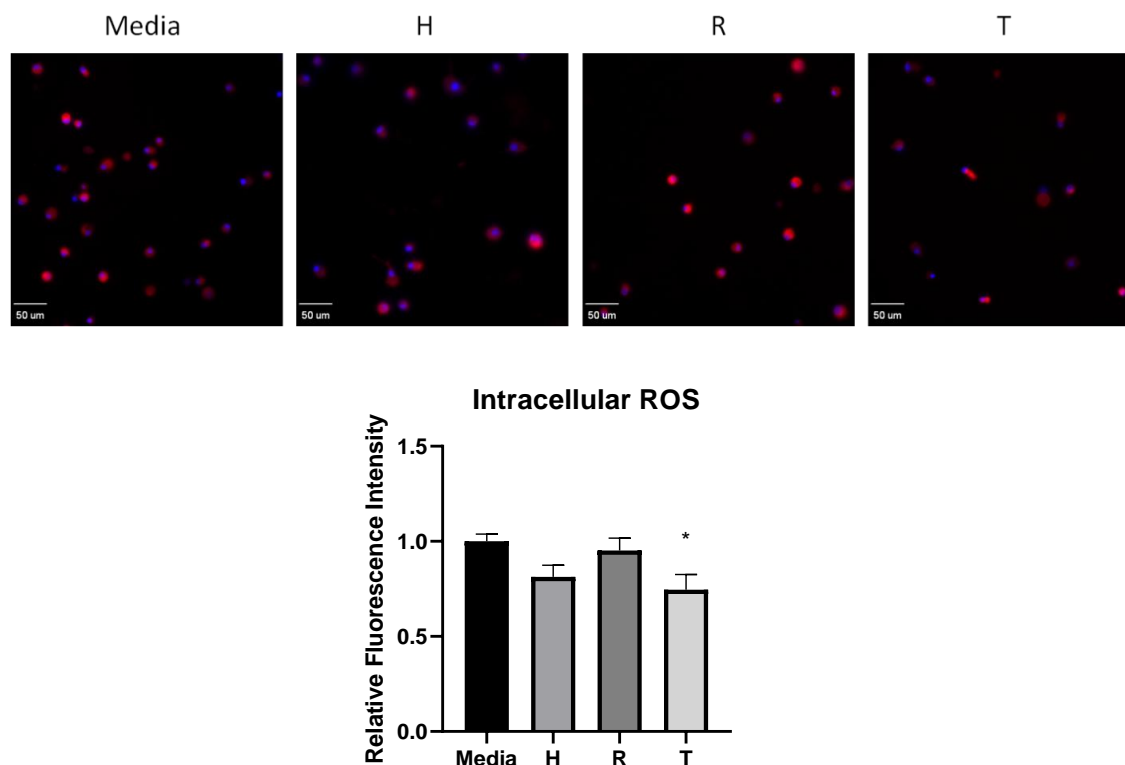 Media
H
R
T
50 um
50 um
50 um
50 um
Intracellular ROS
Relative Fluorescence Intensity
1.5
1.0
0.5
0.0
*
Media
H
R
T